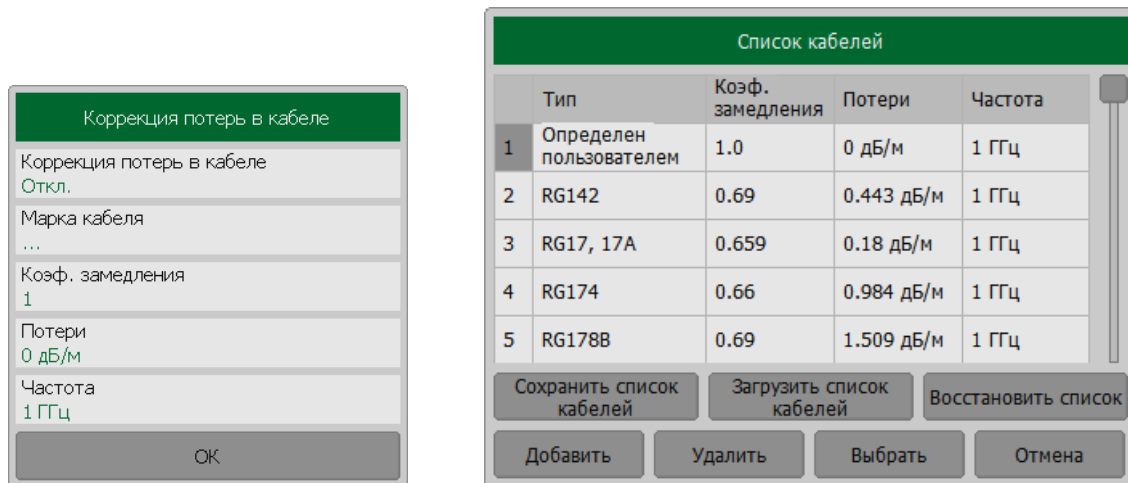 Коррекция потерь в кабеле
Коррекция потерь в кабеле
Откл.
Марка кабеля
...
Коэф. замедления
1
Потери
0 дБ/м
Частота
1 ГГц
ОК
Список кабелей
Тип Коэф. замедления Потери Частота
1 Определен пользователем 1.0 0 дБ/м 1 ГГц
2 RG142 0.69 0.443 дБ/м 1 ГГц
3 RG17, 17A 0.659 0.18 дБ/м 1 ГГц
4 RG174 0.66 0.984 дБ/м 1 ГГц
5 RG178B 0.69 1.509 дБ/м 1 ГГц
Сохранить список кабелей Загрузить список кабелей Восстановить список
Добавить Удалить Выбрать Отмена